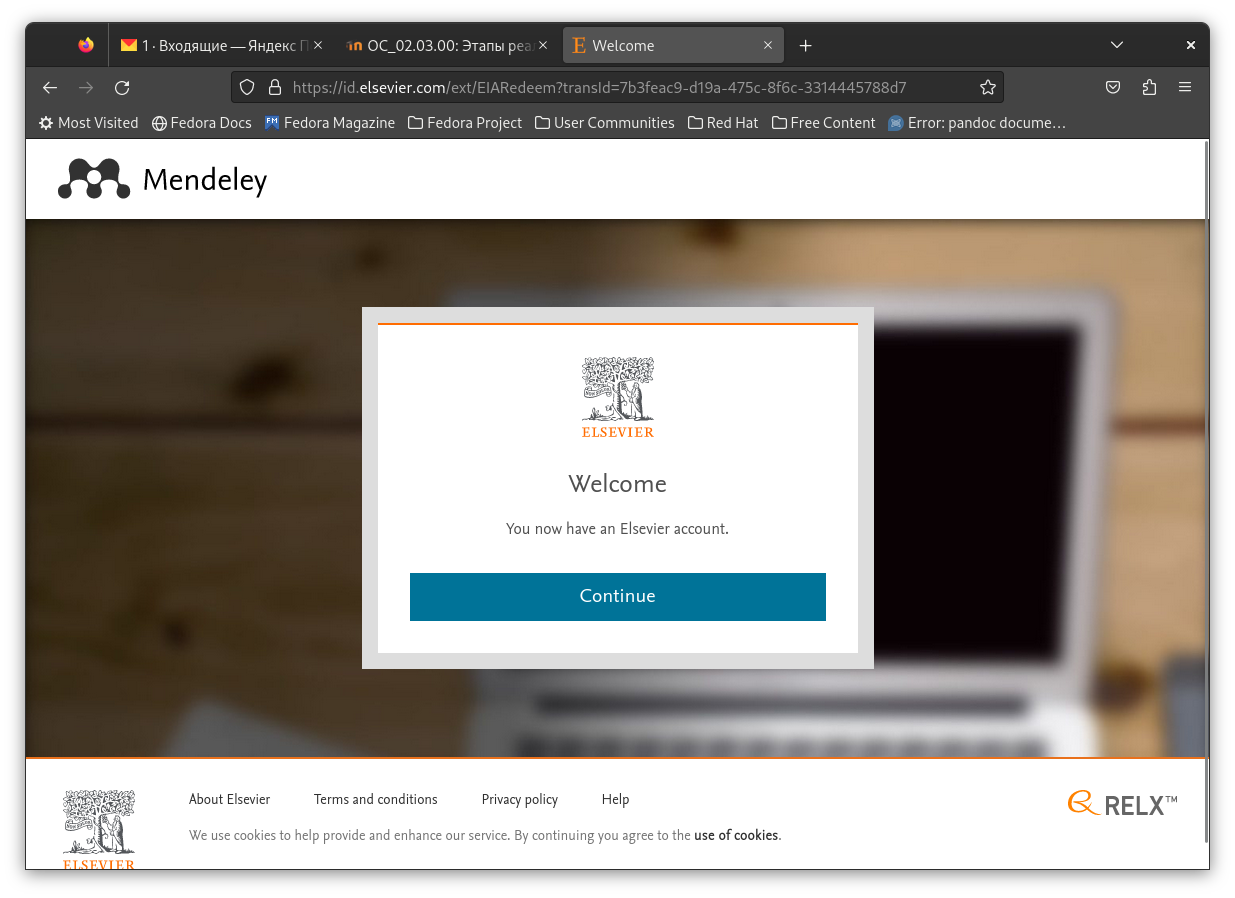 1 · Входящие — Яндекс П
ОС_02.03.00: Этапы реа
Welcome
https://id.elsevier.com/ext/EIARedeem?transId=7b3feac9-d19a-475c-8f6c-3314445788d7
Most Visited Fedora Docs Fedora Magazine Fedora Project User Communities Red Hat Free Content Error: pandoc docume…
Mendeley
ELSEVIER
Welcome
You now have an Elsevier account.
Continue
About Elsevier Terms and conditions Privacy policy Help
RELX™
We use cookies to help provide and enhance our service. By continuing you agree to the use of cookies.
ELSEVIER